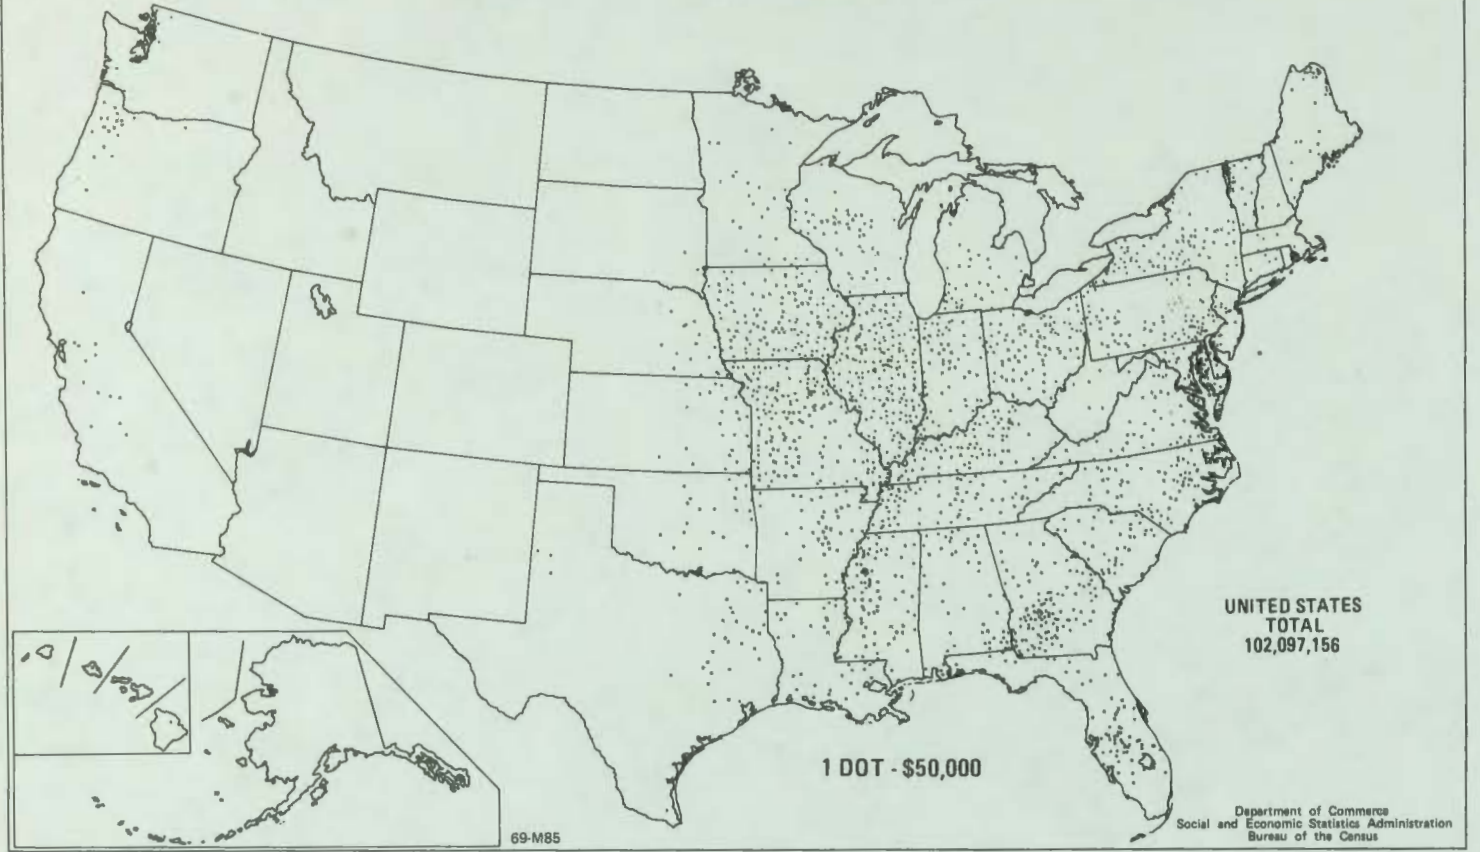 UNITED STATES
TOTAL
102,097,156
1 DOT - $50,000
69-M85
Department of Commerce
Social and Economic Statistics Administration
Bureau of the Census